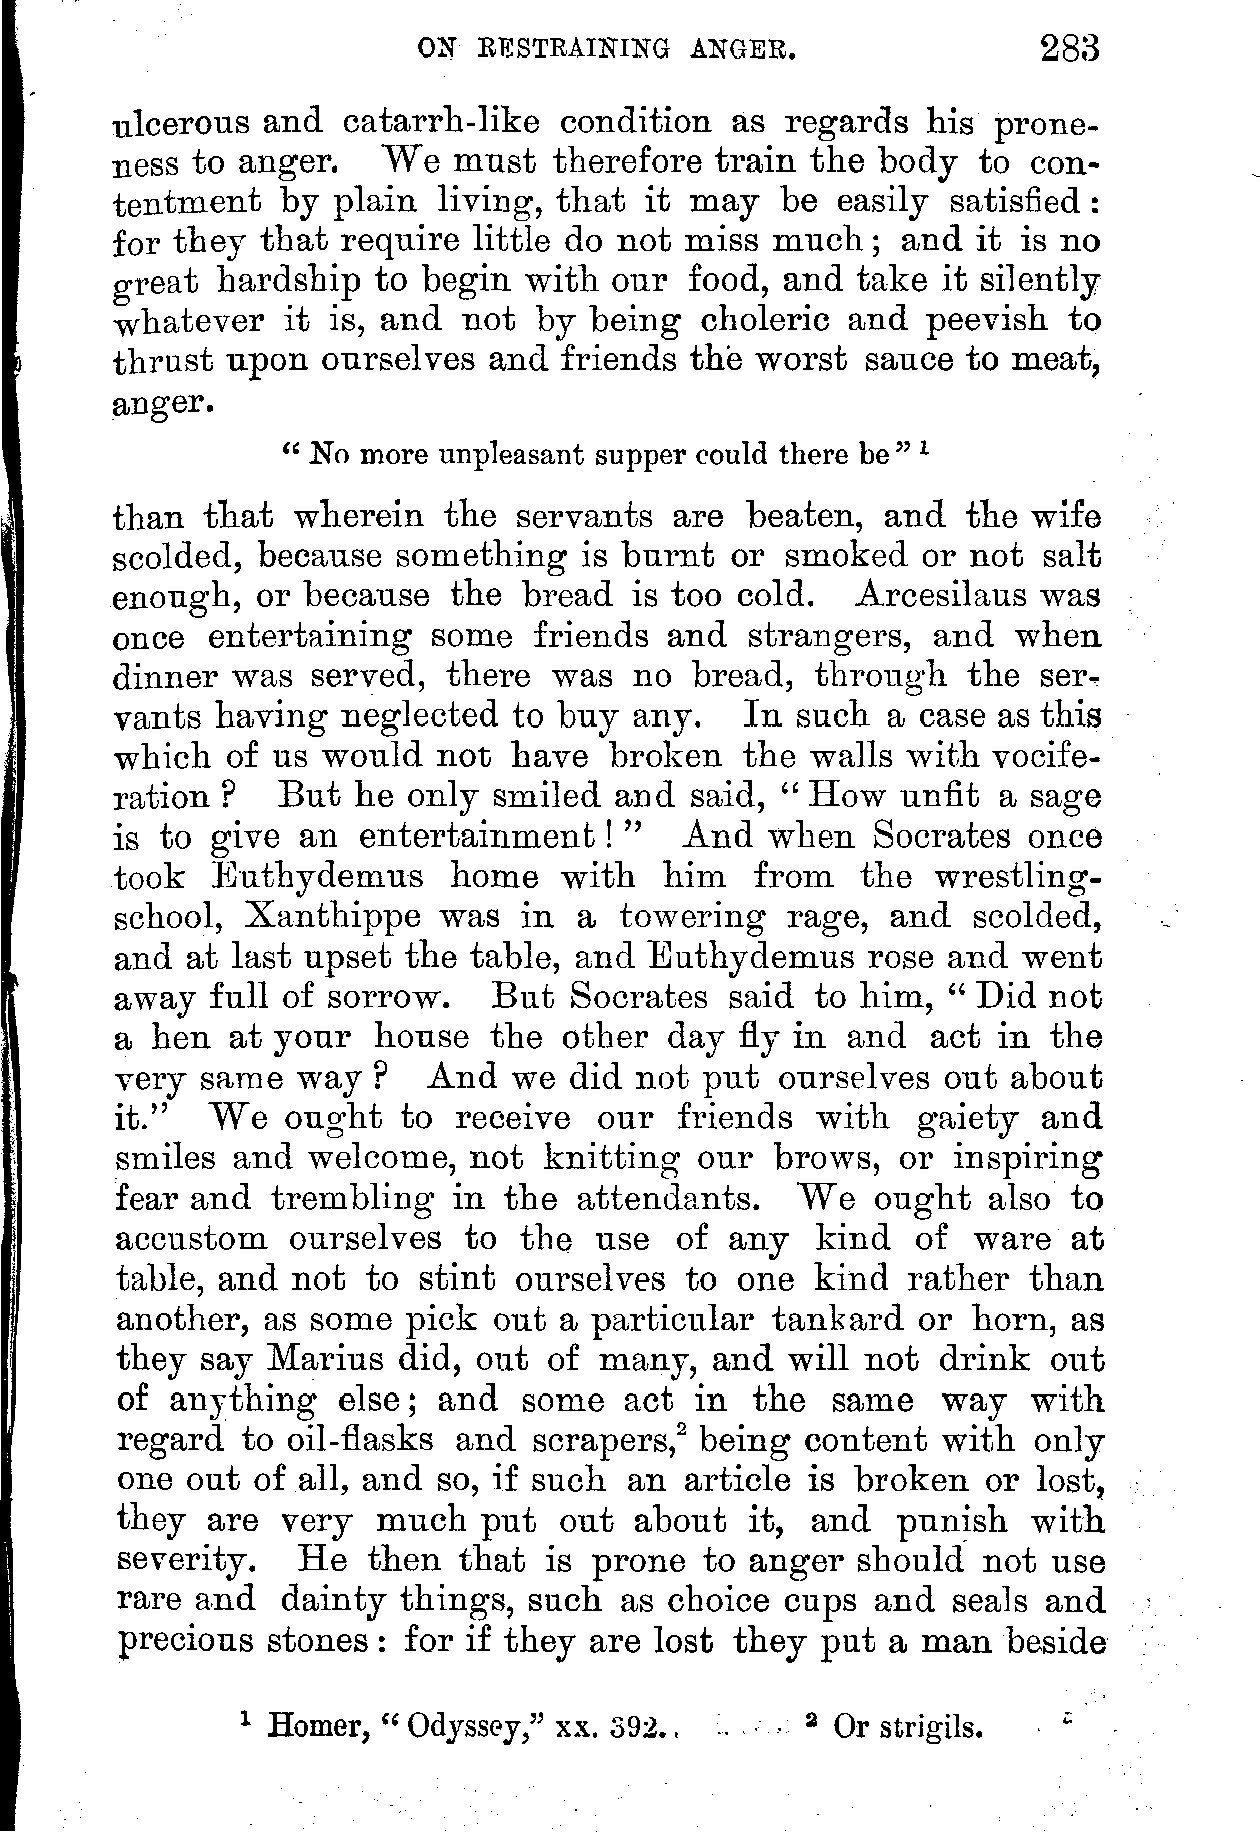 ON RESTRAINING ANGER. 283
ulcerous and catarrh-like condition as regards his prone-
ness to anger. We must therefore train the body to con-
tentment by plain living, that it may be easily satisfied :
for they that require little do not miss much ; and it is no
great hardship to begin with our food, and take it silently
whatever it is, and not by being choleric and peevish to
thrust upon ourselves and friends the worst sauce to meat,
anger.
“ No more unpleasant supper could there be ” ¹
than that wherein the servants are beaten, and the wife
scolded, because something is burnt or smoked or not salt
enough, or because the bread is too cold. Arcesilaus was
once entertaining some friends and strangers, and when
dinner was served, there was no bread, through the ser-
vants having neglected to buy any. In such a case as this
which of us would not have broken the walls with vocife-
ration ? But he only smiled and said, “ How unfit a sage
is to give an entertainment ! ” And when Socrates once
took Euthydemus home with him from the wrestling-
school, Xanthippe was in a towering rage, and scolded,
and at last upset the table, and Euthydemus rose and went
away full of sorrow. But Socrates said to him, “ Did not
a hen at your house the other day fly in and act in the
very same way ? And we did not put ourselves out about
it.” We ought to receive our friends with gaiety and
smiles and welcome, not knitting our brows, or inspiring
fear and trembling in the attendants. We ought also to
accustom ourselves to the use of any kind of ware at
table, and not to stint ourselves to one kind rather than
another, as some pick out a particular tankard or horn, as
they say Marius did, out of many, and will not drink out
of anything else ; and some act in the same way with
regard to oil-flasks and scrapers,² being content with only
one out of all, and so, if such an article is broken or lost,
they are very much put out about it, and punish with
severity. He then that is prone to anger should not use
rare and dainty things, such as choice cups and seals and
precious stones : for if they are lost they put a man beside
¹ Homer, “ Odyssey,” xx. 392. ² Or strigils.